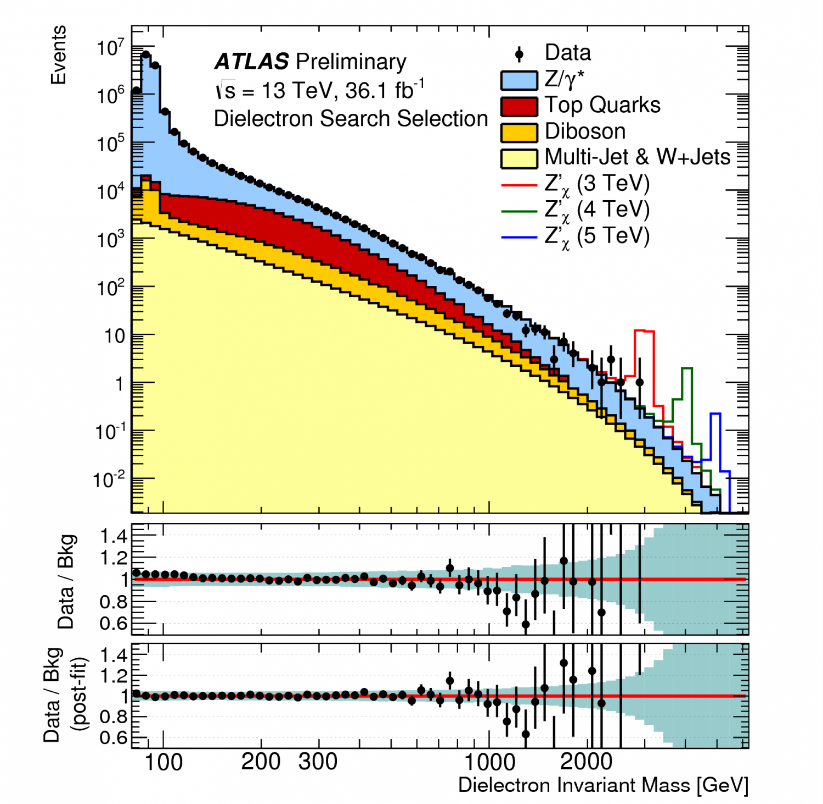 Events
10⁷
10⁶
10⁵
10⁴
10³
10²
10
1
10⁻¹
10⁻²
ATLAS Preliminary
√s = 13 TeV, 36.1 fb⁻¹
Dielectron Search Selection
Data
Z/γ*
Top Quarks
Diboson
Multi-Jet & W+Jets
Z'χ (3 TeV)
Z'χ (4 TeV)
Z'χ (5 TeV)
Data / Bkg
1.4
1.2
1
0.8
0.6
Data / Bkg
(post-fit)
1.4
1.2
1
0.8
0.6
100 200 300 1000 2000
Dielectron Invariant Mass [GeV]